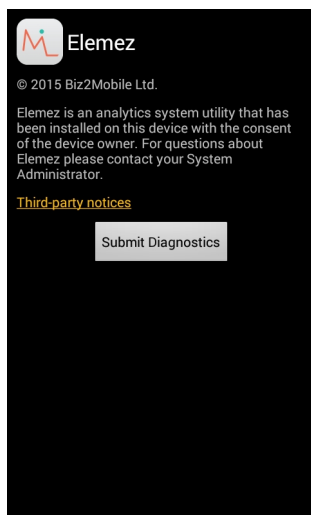 Elemez
© 2015 Biz2Mobile Ltd.
Elemez is an analytics system utility that has
been installed on this device with the consent
of the device owner. For questions about
Elemez please contact your System
Administrator.
Third-party notices
Submit Diagnostics